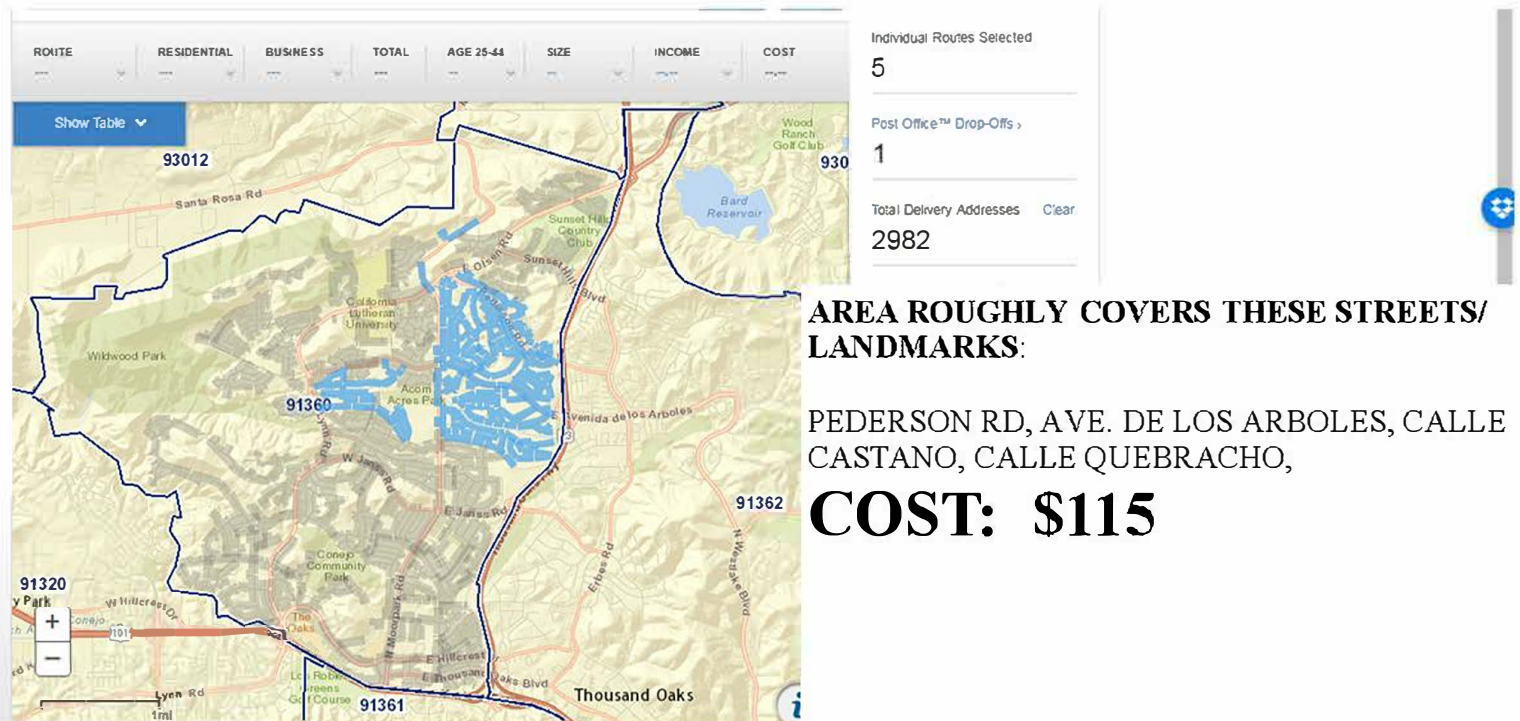 ROUTE RESIDENTIAL BUSINESS TOTAL AGE 25-44 SIZE INCOME COST
--- --- --- --- -- -- --,-- --,--
Show Table
Individual Routes Selected
5
Post Office™ Drop-Offs ›
1
Total Delivery Addresses Clear
2982
AREA ROUGHLY COVERS THESE STREETS/
LANDMARKS:
PEDERSON RD, AVE. DE LOS ARBOLES, CALLE
CASTANO, CALLE QUEBRACHO,
COST: $115
Wood
Ranch
Golf Club
93012
930
Santa Rosa Rd
Bard
Reservoir
Sunset Hills
Country
Club
E Olsen Rd
Sunset Hills Blvd
Pederson Rd
California
Lutheran
University
Wildwood Park
Acorn
Acres Park
91360
E Avenida de los Arboles
Lynn Rd
W Janss Rd
91362
E Janss Rd
Conejo
Community
Park
Erbes Rd
N Westlake Blvd
91320
y Park
W Hillcrest Dr
N Moorpark Rd
+
Conejo
101
The
Oaks
−
E Hillcrest Dr
E Thousand Oaks Blvd
Los Robles
Greens
Golf Course
Thousand Oaks
Lynn Rd
91361
1mi
i